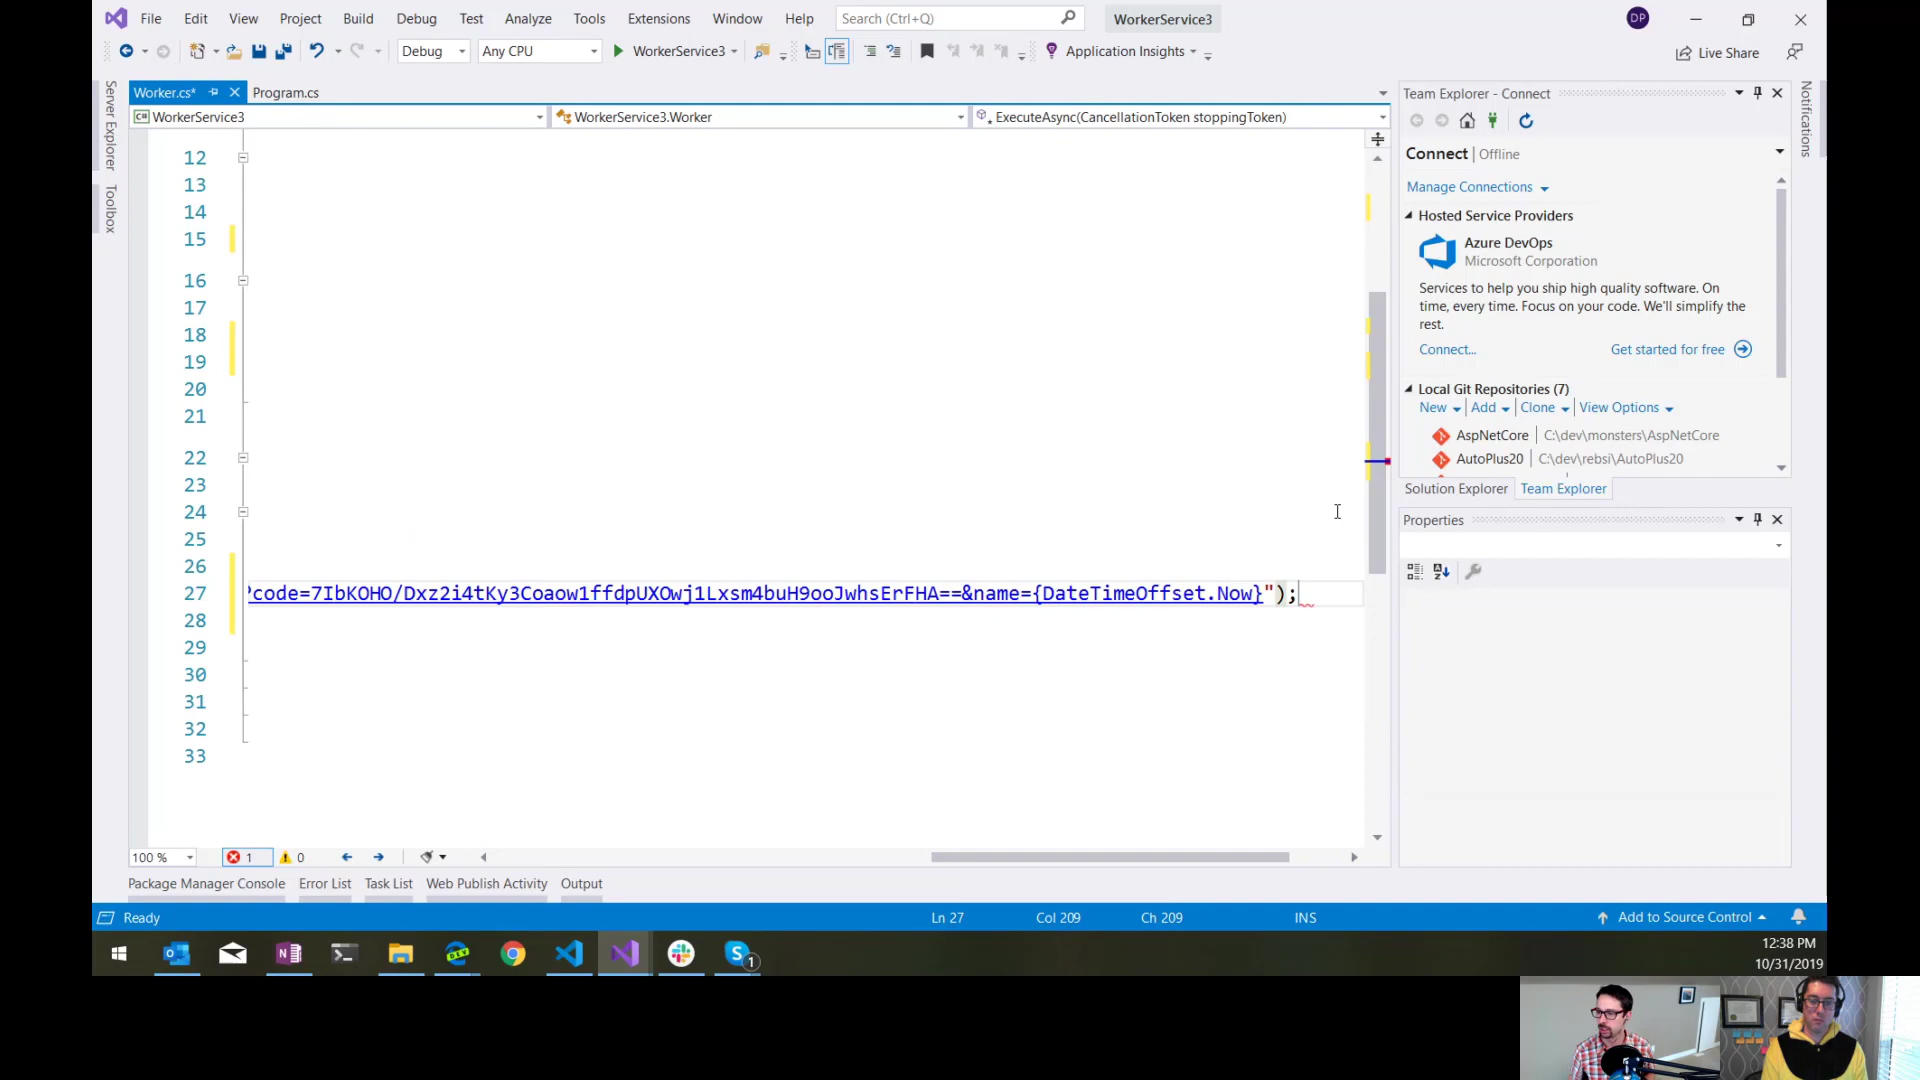 File Edit View Project Build Debug Test Analyze Tools Extensions Window Help Search (Ctrl+Q) WorkerService3 DP
Debug Any CPU WorkerService3 Application Insights Live Share
Server Explorer
Toolbox
Worker.cs* Program.cs
WorkerService3 WorkerService3.Worker ExecuteAsync(CancellationToken stoppingToken)
12
13
14
15
16
17
18
19
20
21
22
23
24
25
26
27 ?code=7IbKOHO/Dxz2i4tKy3Coaow1ffdpUXOwj1Lxsm4buH9ooJwhsErFHA==&name={DateTimeOffset.Now}");
28
29
30
31
32
33
100 % 1 0
Package Manager Console Error List Task List Web Publish Activity Output
Team Explorer - Connect
Connect | Offline
Manage Connections
Hosted Service Providers
Azure DevOps
Microsoft Corporation
Services to help you ship high quality software. On
time, every time. Focus on your code. We'll simplify the
rest.
Connect... Get started for free
Local Git Repositories (7)
New Add Clone View Options
AspNetCore C:\dev\monsters\AspNetCore
AutoPlus20 C:\dev\rebsi\AutoPlus20
Solution Explorer Team Explorer
Properties
Notifications
Ready Ln 27 Col 209 Ch 209 INS Add to Source Control
12:38 PM
10/31/2019